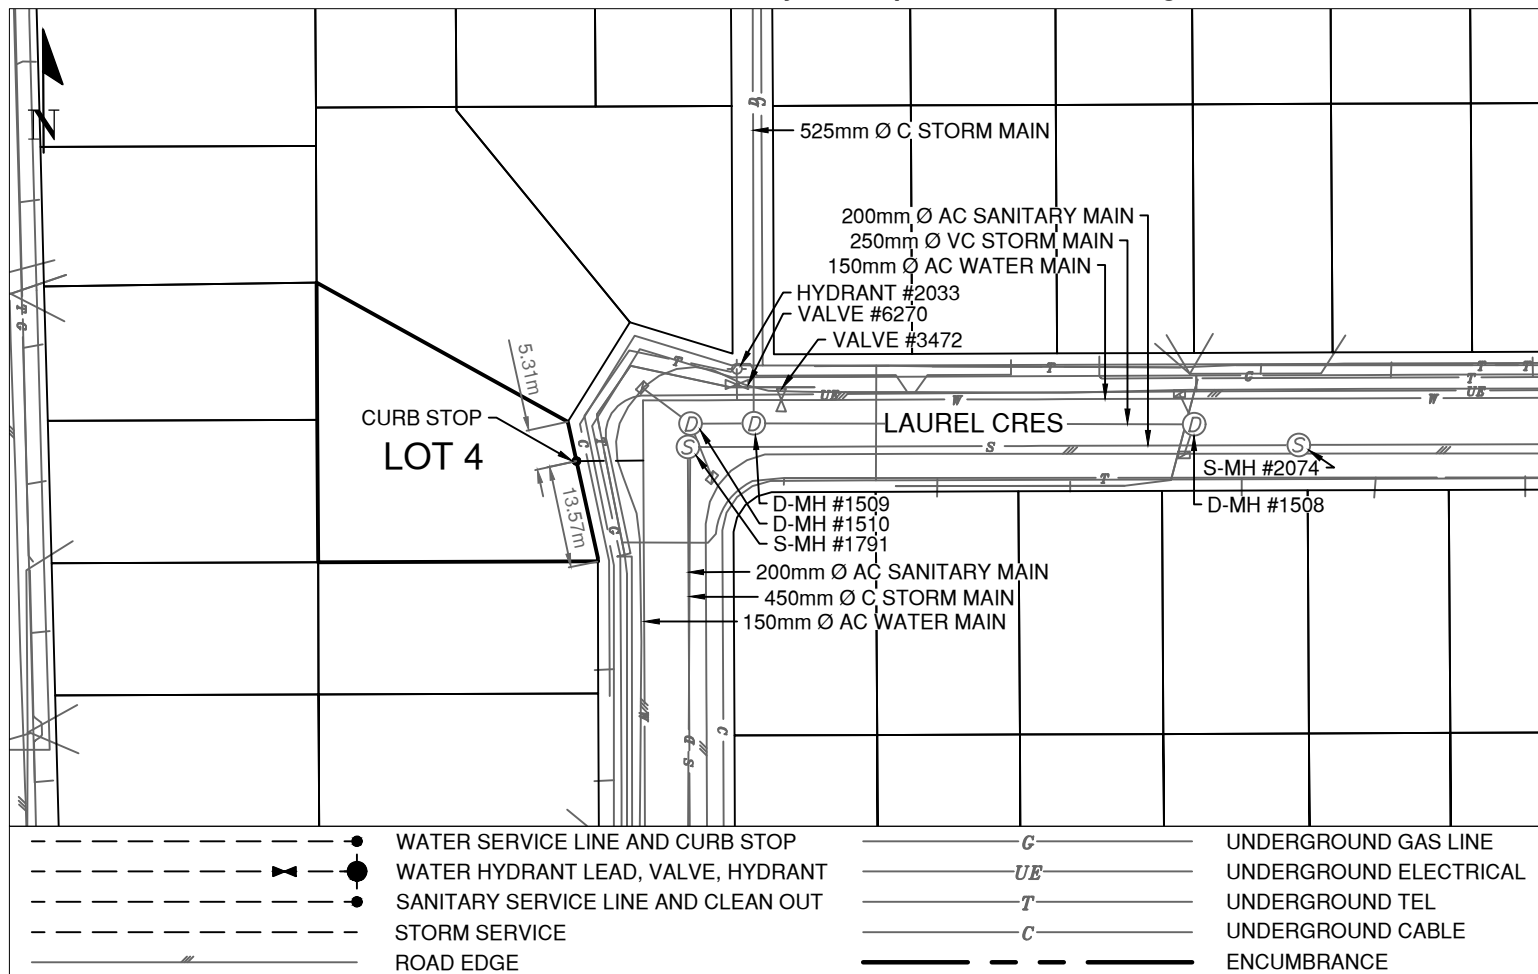 N
525mm Ø C STORM MAIN
200mm Ø AC SANITARY MAIN
250mm Ø VC STORM MAIN
150mm Ø AC WATER MAIN
HYDRANT #2033
VALVE #6270
VALVE #3472
5.31m
CURB STOP
LOT 4
13.57m
LAUREL CRES
D
D
D
S
S
S-MH #2074
D-MH #1508
D-MH #1509
D-MH #1510
S-MH #1791
200mm Ø AC SANITARY MAIN
450mm Ø C STORM MAIN
150mm Ø AC WATER MAIN
T
G
T
T
T
T
UE
UE
W
W
S
T
C
G
C
S
WATER SERVICE LINE AND CURB STOP
WATER HYDRANT LEAD, VALVE, HYDRANT
SANITARY SERVICE LINE AND CLEAN OUT
STORM SERVICE
ROAD EDGE
G
UNDERGROUND GAS LINE
UE
UNDERGROUND ELECTRICAL
T
UNDERGROUND TEL
C
UNDERGROUND CABLE
ENCUMBRANCE